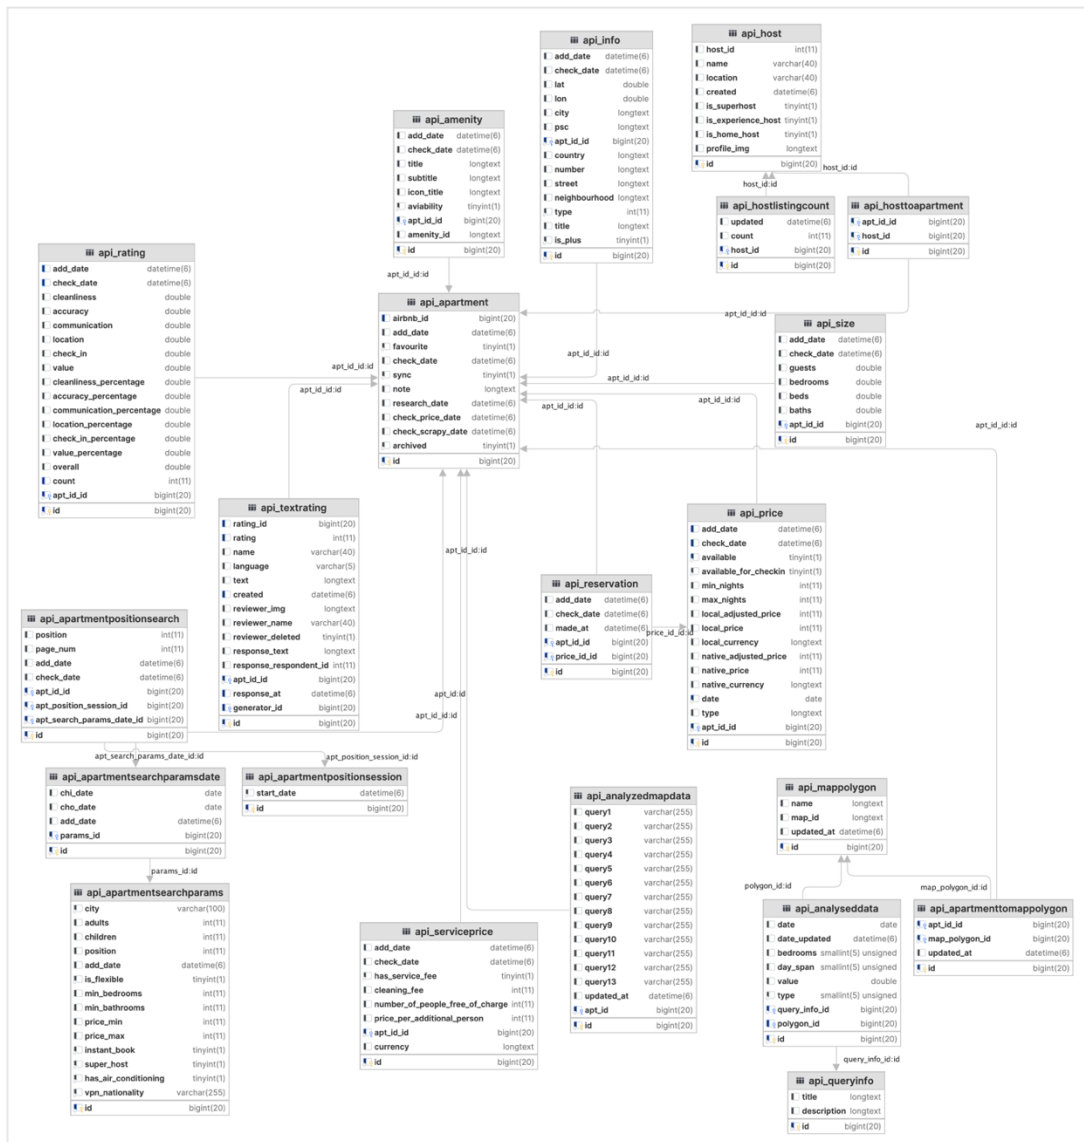 api_host
host_id int(11)
name varchar(40)
location varchar(40)
created datetime(6)
is_superhost tinyint(1)
is_experience_host tinyint(1)
is_home_host tinyint(1)
profile_img longtext
id bigint(20)
api_info
add_date datetime(6)
check_date datetime(6)
lat double
lon double
city longtext
psc longtext
apt_id_id bigint(20)
country longtext
number longtext
street longtext
neighbourhood longtext
type int(11)
title longtext
is_plus tinyint(1)
id bigint(20)
api_amenity
add_date datetime(6)
check_date datetime(6)
title longtext
subtitle longtext
icon_title longtext
aviability tinyint(1)
apt_id_id bigint(20)
amenity_id longtext
id bigint(20)
host_id:id
host_id:id
api_hostlistingcount
updated datetime(6)
count int(11)
host_id bigint(20)
id bigint(20)
api_hosttoapartment
apt_id_id bigint(20)
host_id bigint(20)
id bigint(20)
api_rating
add_date datetime(6)
check_date datetime(6)
cleanliness double
accuracy double
communication double
location double
check_in double
value double
cleanliness_percentage double
accuracy_percentage double
communication_percentage double
location_percentage double
check_in_percentage double
value_percentage double
overall double
count int(11)
apt_id_id bigint(20)
id bigint(20)
apt_id_id:id
api_apartment
airbnb_id bigint(20)
add_date datetime(6)
favourite tinyint(1)
check_date datetime(6)
sync tinyint(1)
note longtext
research_date datetime(6)
check_price_date datetime(6)
check_scrapy_date datetime(6)
archived tinyint(1)
id bigint(20)
apt_id_id:id
apt_id_id:id
apt_id_id:id
apt_id_id:id
apt_id_id:id
apt_id_id:id
apt_id_id:id
api_size
add_date datetime(6)
check_date datetime(6)
guests double
bedrooms double
beds double
baths double
apt_id_id bigint(20)
id bigint(20)
api_textrating
rating_id bigint(20)
rating int(11)
name varchar(40)
language varchar(5)
text longtext
created datetime(6)
reviewer_img longtext
reviewer_name varchar(40)
reviewer_deleted tinyint(1)
response_text longtext
response_respondent_id int(11)
apt_id_id bigint(20)
response_at datetime(6)
generator_id bigint(20)
id bigint(20)
apt_id_id:id
apt_id:id
apt_id_id:id
api_price
add_date datetime(6)
check_date datetime(6)
available tinyint(1)
available_for_checkin tinyint(1)
min_nights int(11)
max_nights int(11)
local_adjusted_price int(11)
local_price int(11)
local_currency longtext
native_adjusted_price int(11)
native_price int(11)
native_currency longtext
date date
type longtext
apt_id_id bigint(20)
id bigint(20)
api_reservation
add_date datetime(6)
check_date datetime(6)
made_at datetime(6)
apt_id_id bigint(20)
price_id_id bigint(20)
id bigint(20)
price_id_id:id
api_apartmentpositionsearch
position int(11)
page_num int(11)
add_date datetime(6)
check_date datetime(6)
apt_id_id bigint(20)
apt_position_session_id bigint(20)
apt_search_params_date_id bigint(20)
id bigint(20)
apt_search_params_date_id:id
apt_position_session_id:id
api_apartmentsearchparamsdate
chi_date date
cho_date date
add_date datetime(6)
params_id bigint(20)
id bigint(20)
api_apartmentpositionsession
start_date datetime(6)
id bigint(20)
params_id:id
api_apartmentsearchparams
city varchar(100)
adults int(11)
children int(11)
position int(11)
add_date datetime(6)
is_flexible tinyint(1)
min_bedrooms int(11)
min_bathrooms int(11)
price_min int(11)
price_max int(11)
instant_book tinyint(1)
super_host tinyint(1)
has_air_conditioning tinyint(1)
vpn_nationality varchar(255)
id bigint(20)
api_serviceprice
add_date datetime(6)
check_date datetime(6)
has_service_fee tinyint(1)
cleaning_fee int(11)
number_of_people_free_of_charge int(11)
price_per_additional_person int(11)
apt_id_id bigint(20)
currency longtext
id bigint(20)
api_analyzedmapdata
query1 varchar(255)
query2 varchar(255)
query3 varchar(255)
query4 varchar(255)
query5 varchar(255)
query6 varchar(255)
query7 varchar(255)
query8 varchar(255)
query9 varchar(255)
query10 varchar(255)
query11 varchar(255)
query12 varchar(255)
query13 varchar(255)
updated_at datetime(6)
apt_id bigint(20)
id bigint(20)
api_mappolygon
name longtext
map_id longtext
updated_at datetime(6)
id bigint(20)
polygon_id:id
map_polygon_id:id
api_analyseddata
date date
date_updated datetime(6)
bedrooms smallint(5) unsigned
day_span smallint(5) unsigned
value double
type smallint(5) unsigned
query_info_id bigint(20)
polygon_id bigint(20)
id bigint(20)
api_apartmenttomappolygon
apt_id_id bigint(20)
map_polygon_id bigint(20)
updated_at datetime(6)
id bigint(20)
query_info_id:id
api_queryinfo
title longtext
description longtext
id bigint(20)